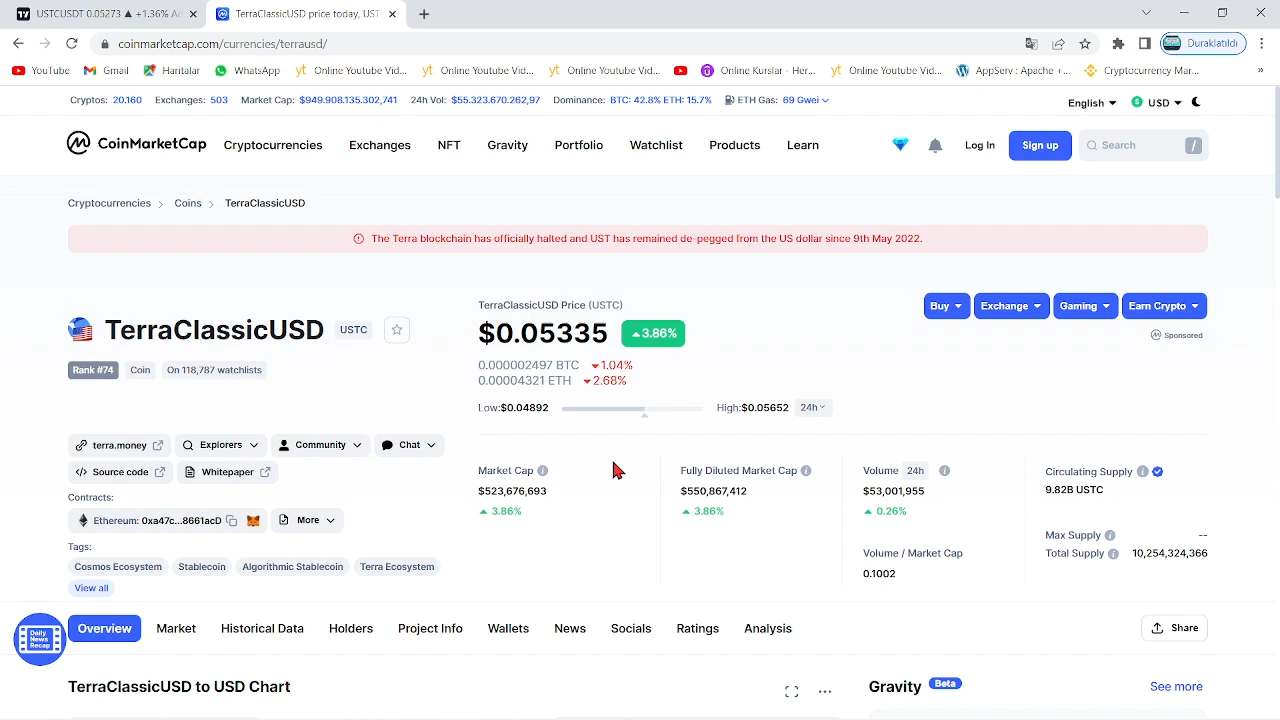 USTCUSDT 0.05273 ▲ +1.36%
TerraClassicUSD price today, UST
coinmarketcap.com/currencies/terrausd/
Duraklatıldı
YouTube Gmail Haritalar WhatsApp Online Youtube Vid... Online Youtube Vid... Online Youtube Vid... Online Kurslar - Her... Online Youtube Vid... AppServ : Apache +... Cryptocurrency Mar... »
Cryptos: 20.160 Exchanges: 503 Market Cap: $949.908.135.302,741 24h Vol: $55.323.670.262,97 Dominance: BTC: 42.8% ETH: 15.7% ETH Gas: 69 Gwei
English USD
CoinMarketCap Cryptocurrencies Exchanges NFT Gravity Portfolio Watchlist Products Learn Log In Sign up Search /
Cryptocurrencies > Coins > TerraClassicUSD
The Terra blockchain has officially halted and UST has remained de-pegged from the US dollar since 9th May 2022.
TerraClassicUSD Price (USTC)
Buy Exchange Gaming Earn Crypto
TerraClassicUSD USTC
$0.05335 3.86%
Sponsored
0.000002497 BTC 1.04%
Rank #74 Coin On 118,787 watchlists
0.00004321 ETH 2.68%
Low:$0.04892 High:$0.05652 24h
terra.money Explorers Community Chat
Source code Whitepaper
Contracts:
Ethereum: 0xa47c...8661acD More
Tags:
Cosmos Ecosystem Stablecoin Algorithmic Stablecoin Terra Ecosystem
View all
Market Cap
$523,676,693
3.86%
Fully Diluted Market Cap
$550,867,412
3.86%
Volume 24h
$53,001,955
0.26%
Volume / Market Cap
0.1002
Circulating Supply
9.82B USTC
Max Supply --
Total Supply 10,254,324,366
Daily
News
Recap
Overview Market Historical Data Holders Project Info Wallets News Socials Ratings Analysis Share
TerraClassicUSD to USD Chart
Gravity Beta See more